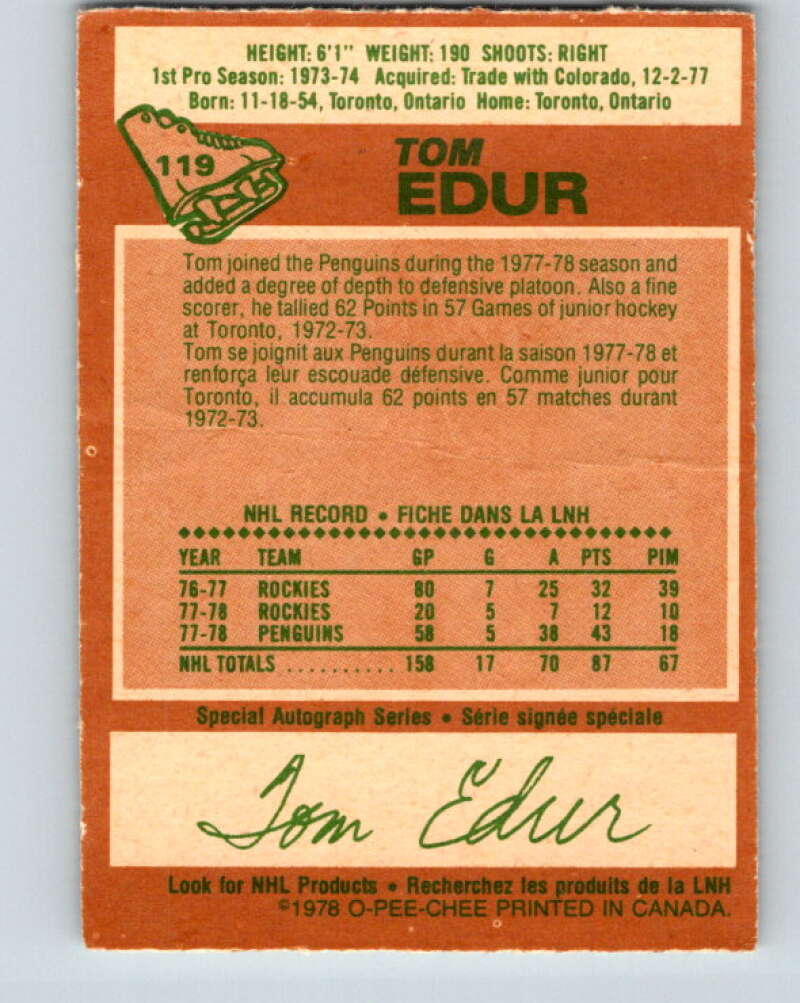 HEIGHT: 6'1" WEIGHT: 190 SHOOTS: RIGHT
1st Pro Season: 1973-74 Acquired: Trade with Colorado, 12-2-77
Born: 11-18-54, Toronto, Ontario Home: Toronto, Ontario
119
TOM
EDUR
Tom joined the Penguins during the 1977-78 season and
added a degree of depth to defensive platoon. Also a fine
scorer, he tallied 62 Points in 57 Games of junior hockey
at Toronto, 1972-73.
Tom se joignit aux Penguins durant la saison 1977-78 et
renforça leur escouade défensive. Comme junior pour
Toronto, il accumula 62 points en 57 matches durant
1972-73.
NHL RECORD • FICHE DANS LA LNH
YEAR TEAM GP G A PTS PIM
76-77 ROCKIES 80 7 25 32 39
77-78 ROCKIES 20 5 7 12 10
77-78 PENGUINS 58 5 38 43 18
NHL TOTALS .......... 158 17 70 87 67
Special Autograph Series • Série signée spéciale
Tom Edur
Look for NHL Products • Recherchez les produits de la LNH
©1978 O-PEE-CHEE PRINTED IN CANADA.